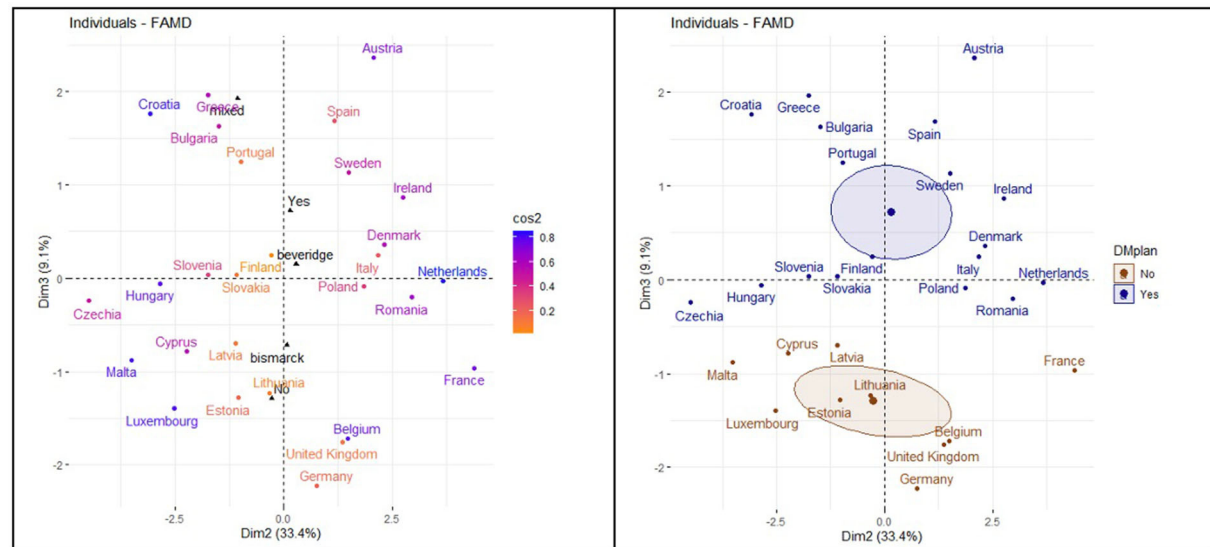 Individuals - FAMD
Austria
2
Croatia
Greece
mixed
Spain
Bulgaria
Portugal
Sweden
1
Ireland
Yes
Denmark
beveridge
Slovenia
Finland
Italy
0
Netherlands
Slovakia
Poland
Hungary
Romania
Czechia
Cyprus
Latvia
bismarck
Malta
-1
Lithuania
France
No
Estonia
Luxembourg
Belgium
United Kingdom
-2
Germany
-2.5
0.0
2.5
Dim2 (33.4%)
Dim3 (9.1%)
cos2
0.8
0.6
0.4
0.2
Individuals - FAMD
Austria
2
Croatia
Greece
Bulgaria
Spain
Portugal
Sweden
1
Ireland
Denmark
Slovenia
Finland
Italy
0
Netherlands
Hungary
Slovakia
Poland
Romania
Czechia
Cyprus
Latvia
France
Malta
-1
Lithuania
Estonia
Luxembourg
Belgium
United Kingdom
-2
Germany
-2.5
0.0
2.5
Dim2 (33.4%)
Dim3 (9.1%)
DMplan
No
Yes